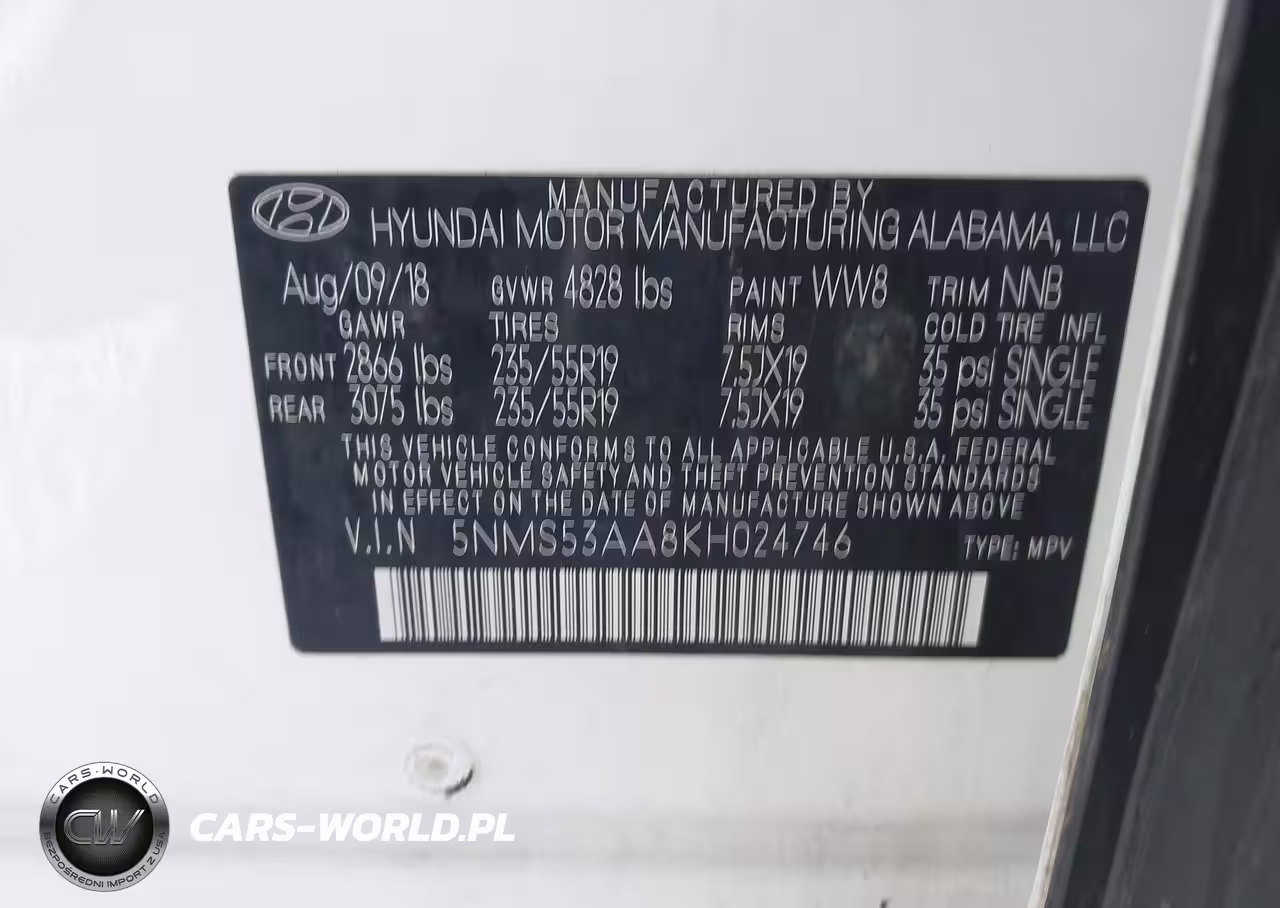 MANUFACTURED BY
HYUNDAI MOTOR MANUFACTURING ALABAMA, LLC
Aug/09/18 GVWR 4828 lbs PAINT WW8 TRIM NNB
GAWR TIRES RIMS COLD TIRE INFL
FRONT 2866 lbs 235/55R19 7.5JX19 35 psi SINGLE
REAR 3075 lbs 235/55R19 7.5JX19 35 psi SINGLE
THIS VEHICLE CONFORMS TO ALL APPLICABLE U.S.A. FEDERAL
MOTOR VEHICLE SAFETY AND THEFT PREVENTION STANDARDS
IN EFFECT ON THE DATE OF MANUFACTURE SHOWN ABOVE
V.I.N 5NMS53AA8KH024746 TYPE: MPV
CARS-WORLD
CW
BEZPOŚREDNI IMPORT Z USA
CARS-WORLD.PL